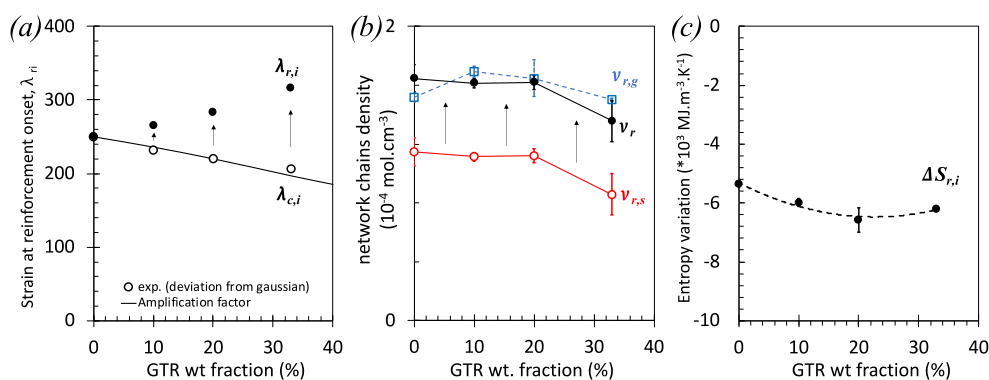 (a)
Strain at reinforcement onset, λ ri
400
300
200
100
0
λr,i
λc,i
exp. (deviation from gaussian)
Amplification factor
0 10 20 30 40
GTR wt fraction (%)
(b)
network chains density
(10⁻⁴ mol.cm⁻³)
2
1
0
νr,g
νr
νr,s
0 10 20 30 40
GTR wt. fraction (%)
(c)
Entropy variation (*10³ MJ.m⁻³.K⁻¹)
0
-2
-4
-6
-8
-10
ΔSr,i
0 10 20 30 40
GTR wt fraction (%)